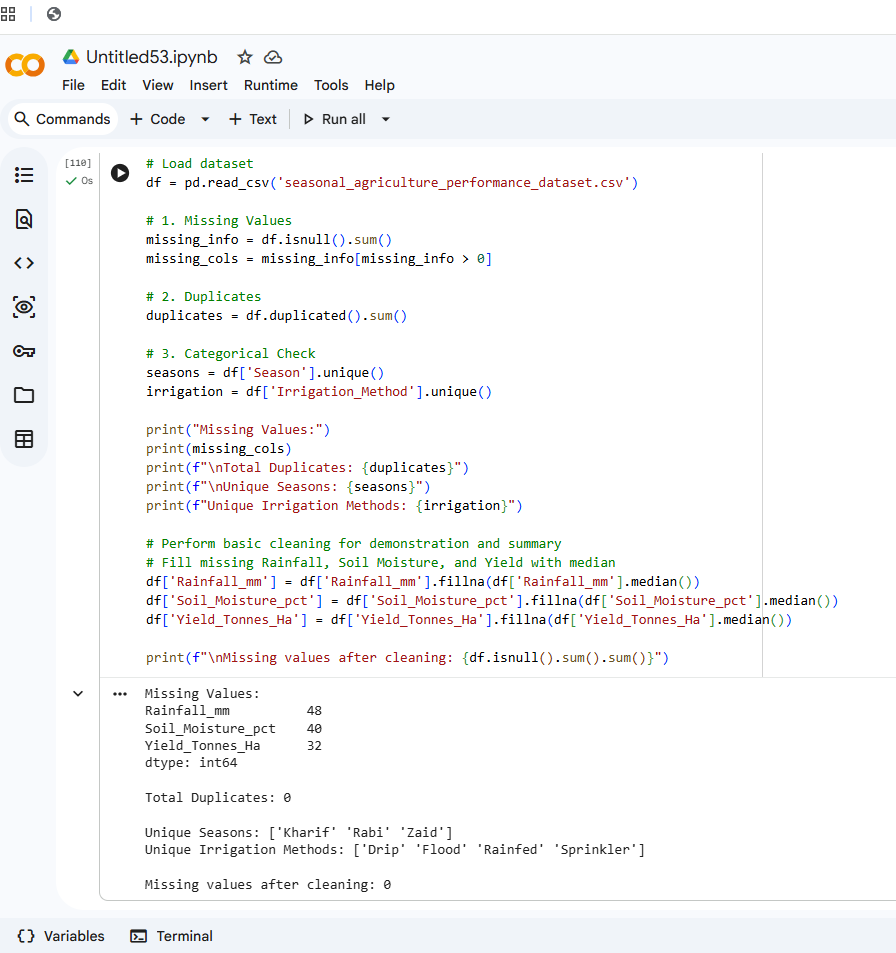 Untitled53.ipynb
File Edit View Insert Runtime Tools Help
Commands + Code + Text Run all
[110]
0s
# Load dataset
df = pd.read_csv('seasonal_agriculture_performance_dataset.csv')
# 1. Missing Values
missing_info = df.isnull().sum()
missing_cols = missing_info[missing_info > 0]
# 2. Duplicates
duplicates = df.duplicated().sum()
# 3. Categorical Check
seasons = df['Season'].unique()
irrigation = df['Irrigation_Method'].unique()
print("Missing Values:")
print(missing_cols)
print(f"\nTotal Duplicates: {duplicates}")
print(f"\nUnique Seasons: {seasons}")
print(f"Unique Irrigation Methods: {irrigation}")
# Perform basic cleaning for demonstration and summary
# Fill missing Rainfall, Soil Moisture, and Yield with median
df['Rainfall_mm'] = df['Rainfall_mm'].fillna(df['Rainfall_mm'].median())
df['Soil_Moisture_pct'] = df['Soil_Moisture_pct'].fillna(df['Soil_Moisture_pct'].median())
df['Yield_Tonnes_Ha'] = df['Yield_Tonnes_Ha'].fillna(df['Yield_Tonnes_Ha'].median())
print(f"\nMissing values after cleaning: {df.isnull().sum().sum()}")
Missing Values:
Rainfall_mm 48
Soil_Moisture_pct 40
Yield_Tonnes_Ha 32
dtype: int64
Total Duplicates: 0
Unique Seasons: ['Kharif' 'Rabi' 'Zaid']
Unique Irrigation Methods: ['Drip' 'Flood' 'Rainfed' 'Sprinkler']
Missing values after cleaning: 0
Variables Terminal